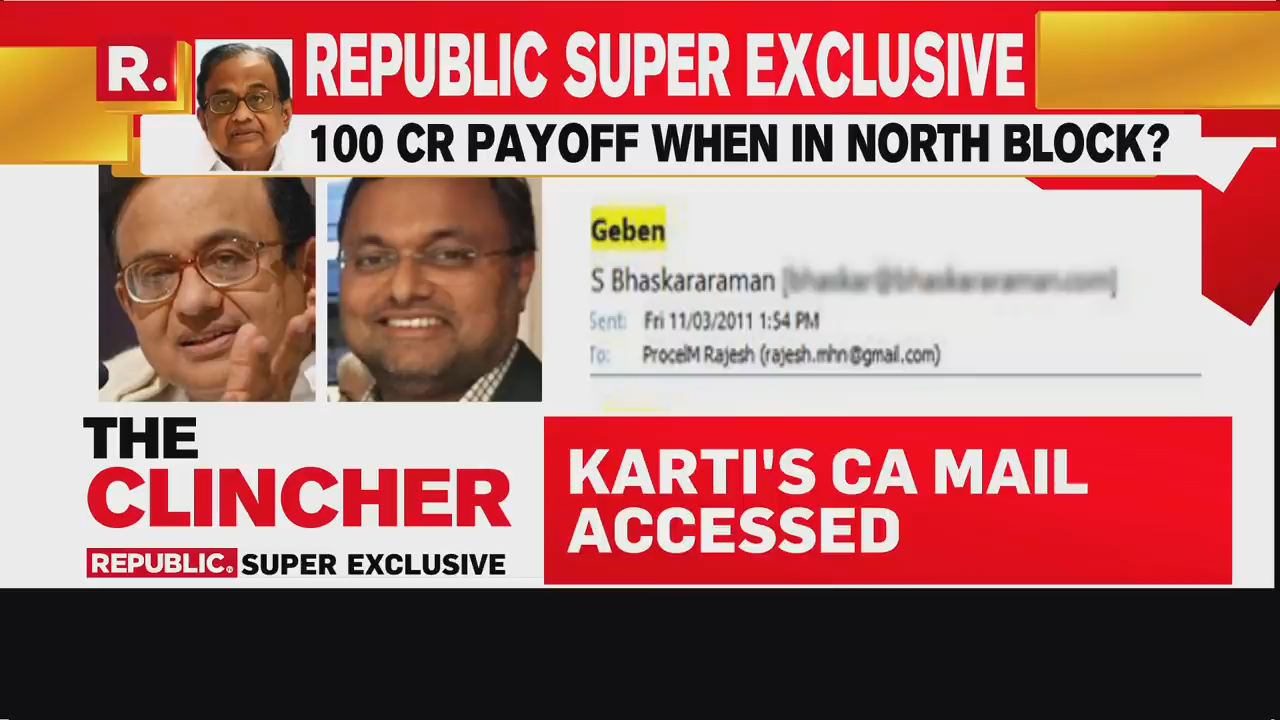 R.
REPUBLIC SUPER EXCLUSIVE
100 CR PAYOFF WHEN IN NORTH BLOCK?
Geben
S Bhaskararaman
Sent: Fri 11/03/2011 1:54 PM
To: ProcelM Rajesh (rajesh.mhn@gmail.com)
THE
CLINCHER
REPUBLIC. SUPER EXCLUSIVE
KARTI'S CA MAIL
ACCESSED